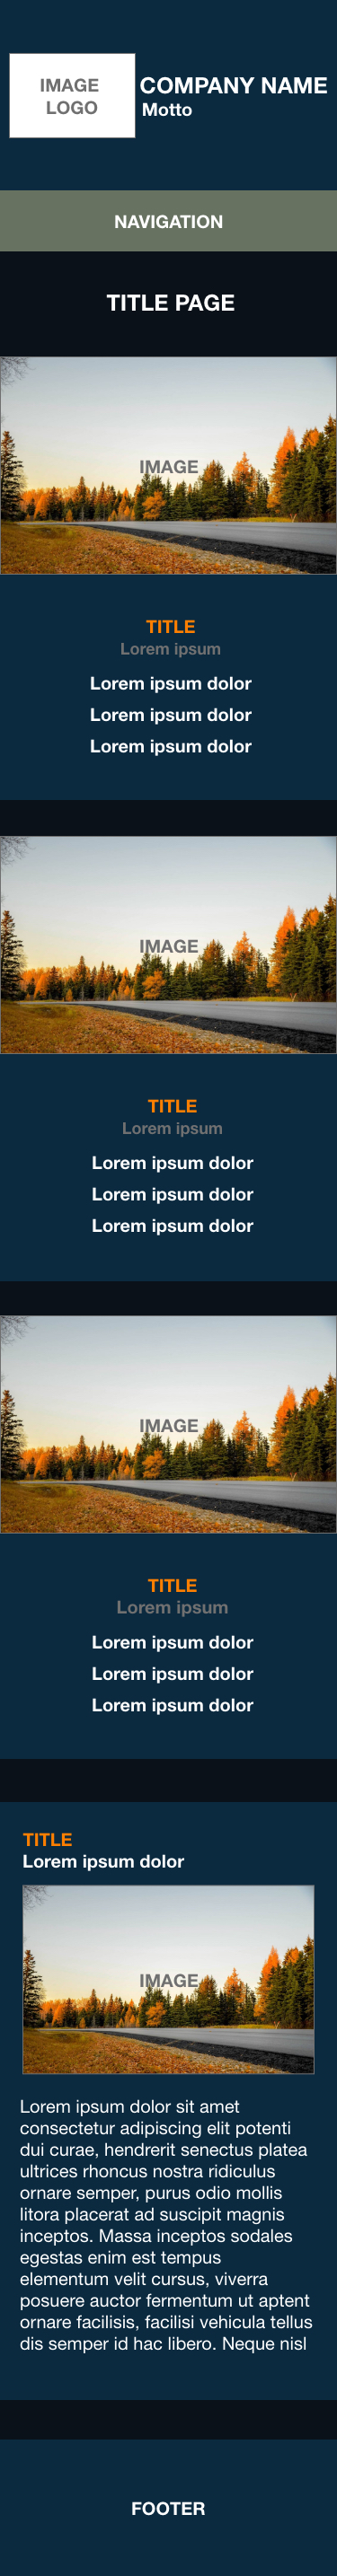 IMAGE
LOGO
COMPANY NAME
Motto
NAVIGATION
TITLE PAGE
IMAGE
TITLE
Lorem ipsum
Lorem ipsum dolor
Lorem ipsum dolor
Lorem ipsum dolor
IMAGE
TITLE
Lorem ipsum
Lorem ipsum dolor
Lorem ipsum dolor
Lorem ipsum dolor
IMAGE
TITLE
Lorem ipsum
Lorem ipsum dolor
Lorem ipsum dolor
Lorem ipsum dolor
TITLE
Lorem ipsum dolor
IMAGE
Lorem ipsum dolor sit amet
consectetur adipiscing elit potenti
dui curae, hendrerit senectus platea
ultrices rhoncus nostra ridiculus
ornare semper, purus odio mollis
litora placerat ad suscipit magnis
inceptos. Massa inceptos sodales
egestas enim est tempus
elementum velit cursus, viverra
posuere auctor fermentum ut aptent
ornare facilisis, facilisi vehicula tellus
dis semper id hac libero. Neque nisl
FOOTER